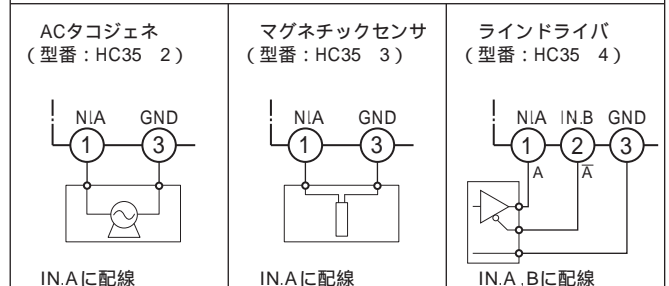 ACタコジェネ
(型番：HC35　2)
NIA GND
1 3
IN.Aに配線
マグネチックセンサ
(型番：HC35　3)
NIA GND
1 3
IN.Aに配線
ラインドライバ
(型番：HC35　4)
NIA IN.B GND
1 2 3
A A̅
IN.A .Bに配線